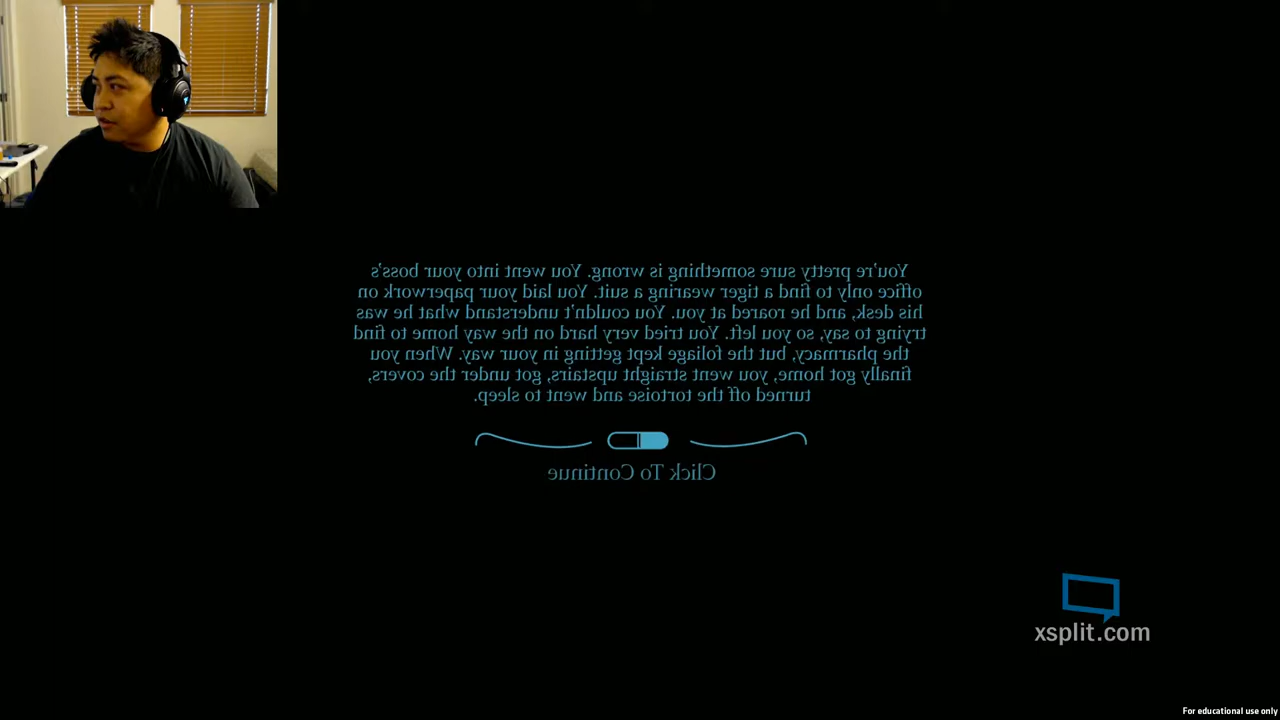 You're pretty sure something is wrong. You went into your boss's
office only to find a tiger wearing a suit. You laid your paperwork on
his desk, and he roared at you. You couldn't understand what he was
trying to say, so you left. You tried very hard on the way home to find
the pharmacy, but the foliage kept getting in your way. When you
finally got home, you went straight upstairs, got under the covers,
turned off the tortoise and went to sleep.
Click To Continue
xsplit.com
For educational use only